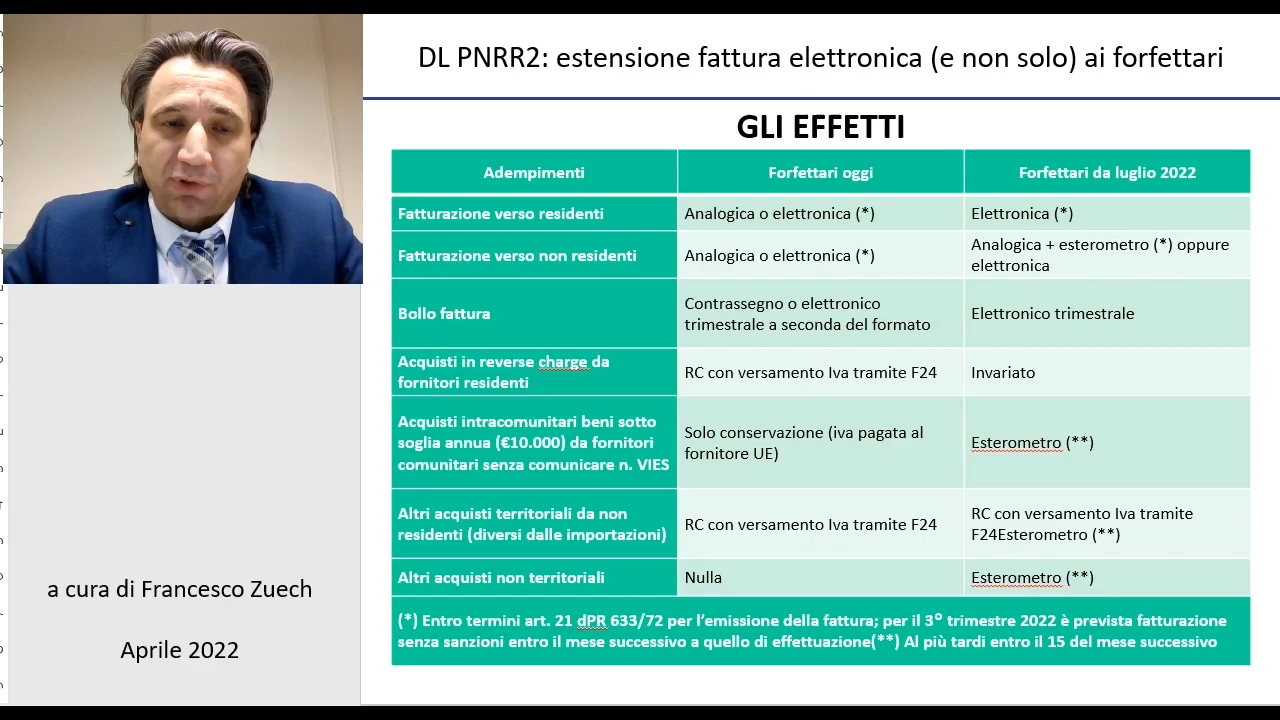 DL PNRR2: estensione fattura elettronica (e non solo) ai forfettari
GLI EFFETTI
Adempimenti
Forfettari oggi
Forfettari da luglio 2022
Fatturazione verso residenti
Analogica o elettronica (*)
Elettronica (*)
Fatturazione verso non residenti
Analogica o elettronica (*)
Analogica + esterometro (*) oppure
elettronica
Bollo fattura
Contrassegno o elettronico
trimestrale a seconda del formato
Elettronico trimestrale
Acquisti in reverse charge da
fornitori residenti
RC con versamento Iva tramite F24
Invariato
Acquisti intracomunitari beni sotto
soglia annua (€10.000) da fornitori
comunitari senza comunicare n. VIES
Solo conservazione (iva pagata al
fornitore UE)
Esterometro (**)
Altri acquisti territoriali da non
residenti (diversi dalle importazioni)
RC con versamento Iva tramite F24
RC con versamento Iva tramite
F24Esterometro (**)
Altri acquisti non territoriali
Nulla
Esterometro (**)
(*) Entro termini art. 21 dPR 633/72 per l'emissione della fattura; per il 3° trimestre 2022 è prevista fatturazione
senza sanzioni entro il mese successivo a quello di effettuazione(**) Al più tardi entro il 15 del mese successivo
a cura di Francesco Zuech
Aprile 2022